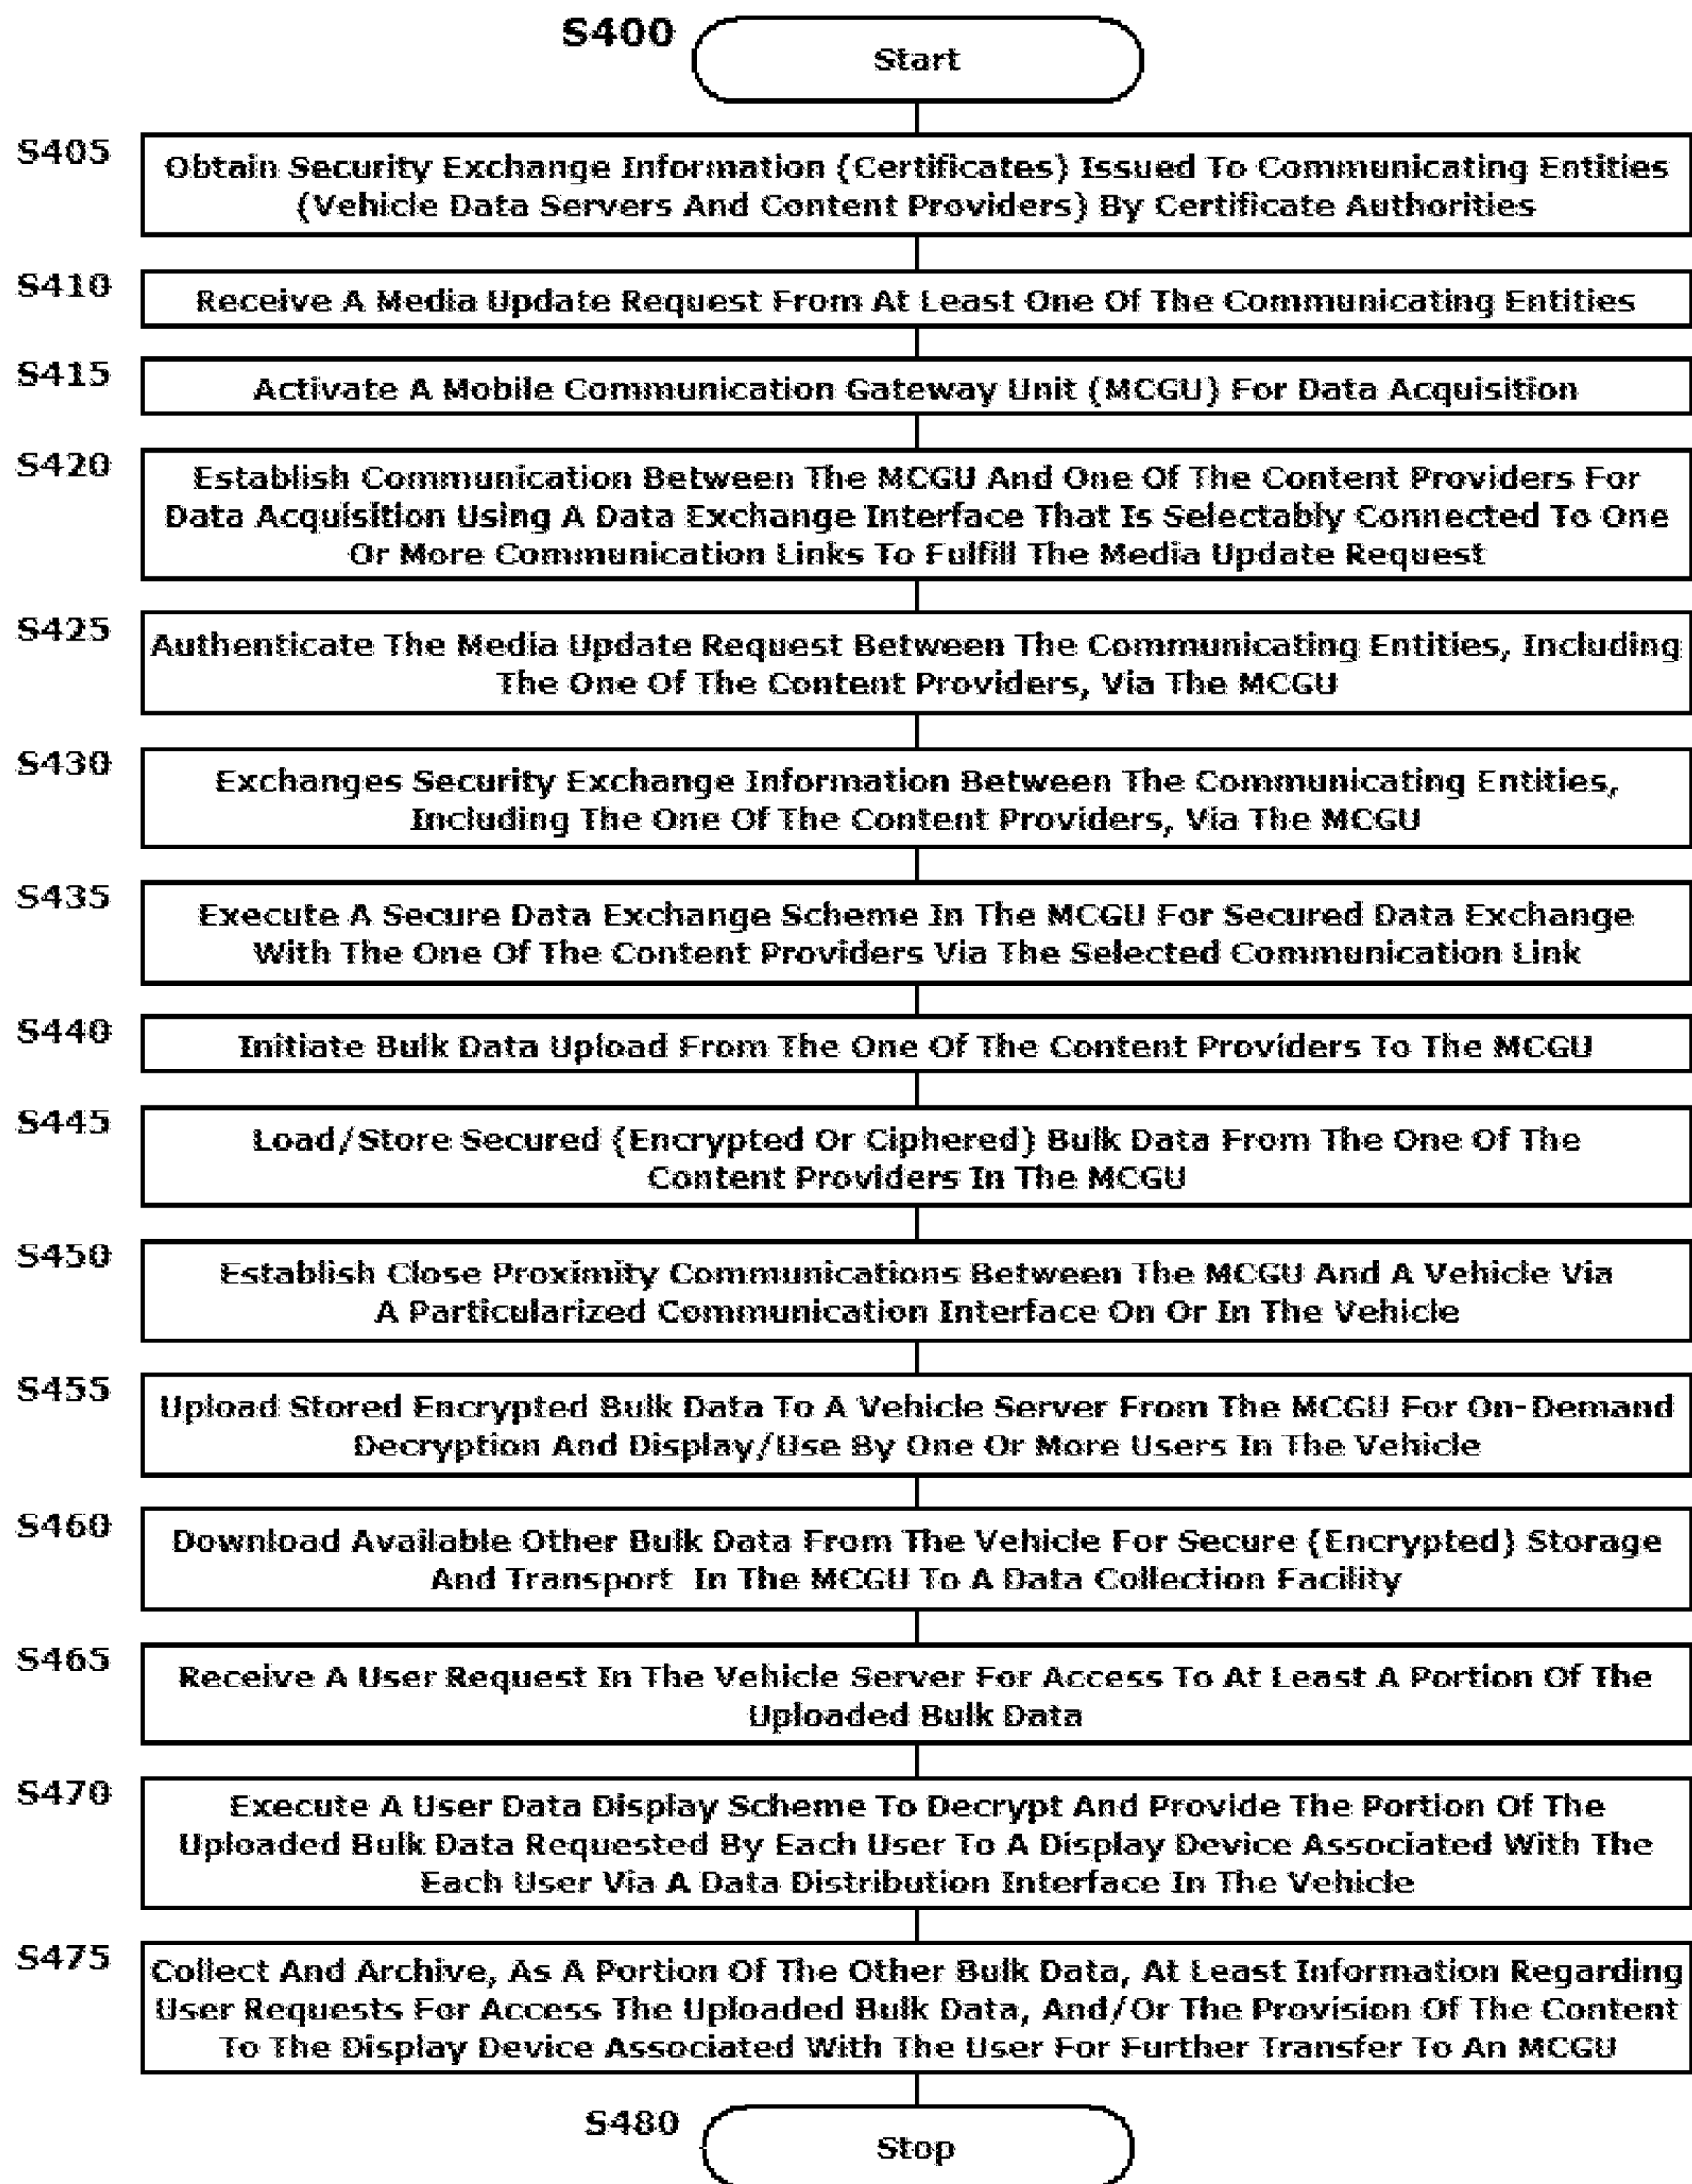 S400
Start
S405
Obtain Security Exchange Information (Certificates) Issued To Communicating Entities
(Vehicle Data Servers And Content Providers) By Certificate Authorities
S410
Receive A Media Update Request From At Least One Of The Communicating Entities
S415
Activate A Mobile Communication Gateway Unit (MCGU) For Data Acquisition
S420
Establish Communication Between The MCGU And One Of The Content Providers For
Data Acquisition Using A Data Exchange Interface That Is Selectably Connected To One
Or More Communication Links To Fulfill The Media Update Request
S425
Authenticate The Media Update Request Between The Communicating Entities, Including
The One Of The Content Providers, Via The MCGU
S430
Exchanges Security Exchange Information Between The Communicating Entities,
Including The One Of The Content Providers, Via The MCGU
S435
Execute A Secure Data Exchange Scheme In The MCGU For Secured Data Exchange
With The One Of The Content Providers Via The Selected Communication Link
S440
Initiate Bulk Data Upload From The One Of The Content Providers To The MCGU
S445
Load/Store Secured (Encrypted Or Ciphered) Bulk Data From The One Of The
Content Providers In The MCGU
S450
Establish Close Proximity Communications Between The MCGU And A Vehicle Via
A Particularized Communication Interface On Or In The Vehicle
S455
Upload Stored Encrypted Bulk Data To A Vehicle Server From The MCGU For On-Demand
Decryption And Display/Use By One Or More Users In The Vehicle
S460
Download Available Other Bulk Data From The Vehicle For Secure (Encrypted) Storage
And Transport In The MCGU To A Data Collection Facility
S465
Receive A User Request In The Vehicle Server For Access To At Least A Portion Of The
Uploaded Bulk Data
S470
Execute A User Data Display Scheme To Decrypt And Provide The Portion Of The
Uploaded Bulk Data Requested By Each User To A Display Device Associated With The
Each User Via A Data Distribution Interface In The Vehicle
S475
Collect And Archive, As A Portion Of The Other Bulk Data, At Least Information Regarding
User Requests For Access The Uploaded Bulk Data, And/Or The Provision Of The Content
To The Display Device Associated With The User For Further Transfer To An MCGU
S480
Stop